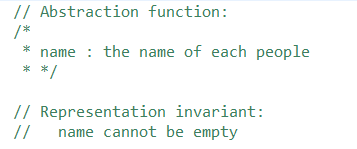 // Abstraction function:
/*
* name : the name of each people
* */
// Representation invariant:
// name cannot be empty